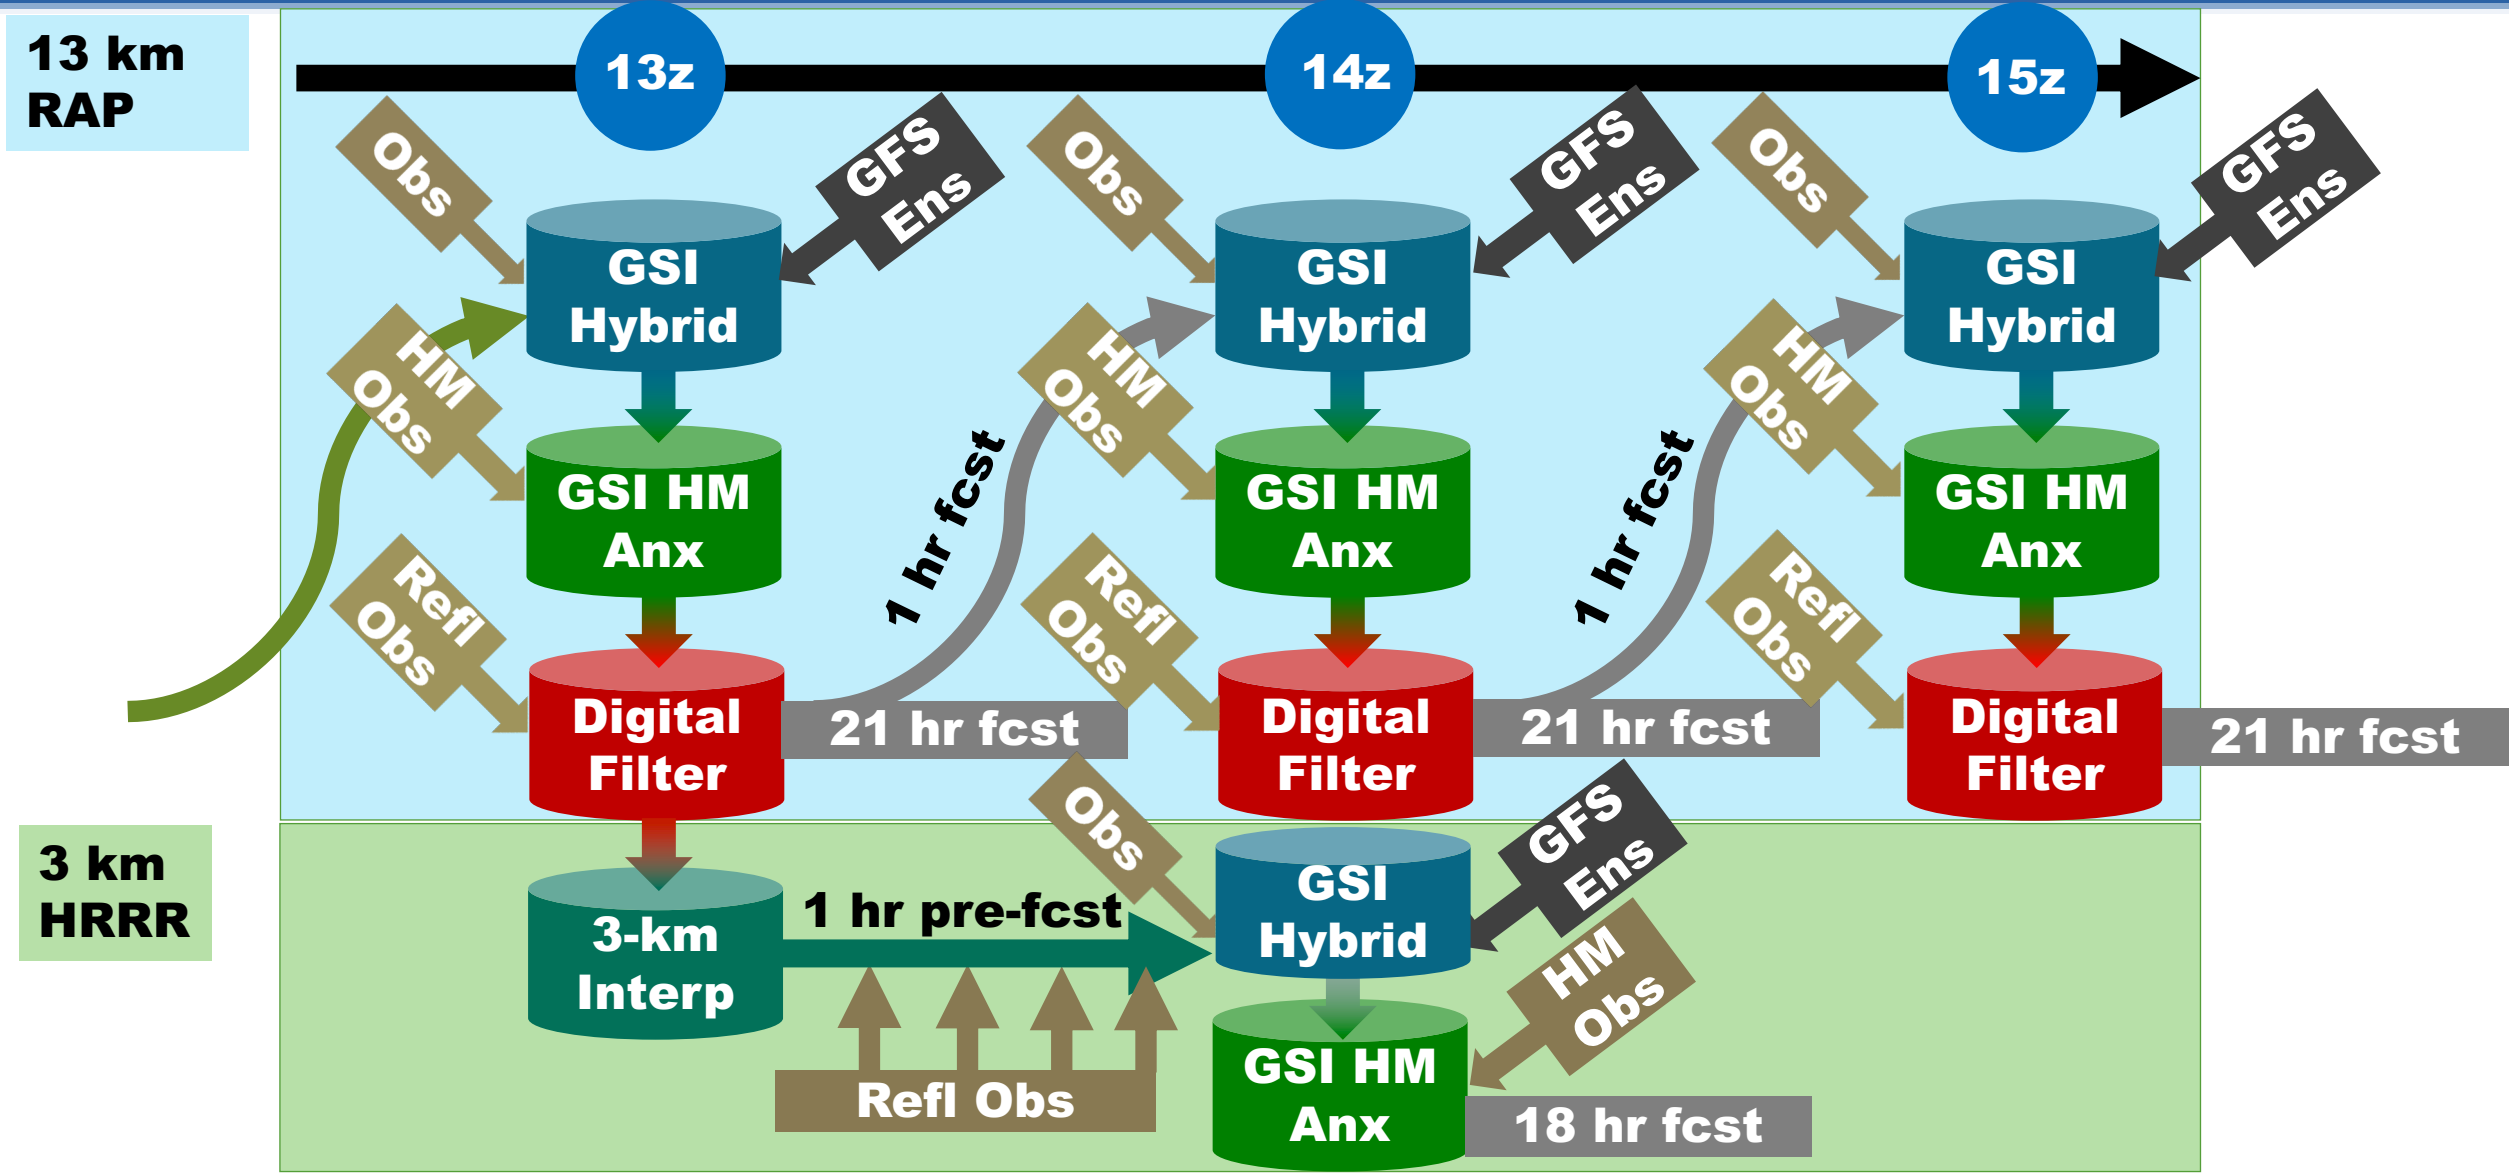 13 km
RAP
13z
14z
15z
Obs
GFS
Ens
Obs
GFS
Ens
Obs
GFS
Ens
GSI
Hybrid
GSI
Hybrid
GSI
Hybrid
HM
Obs
HM
Obs
HM
Obs
GSI HM
Anx
1 hr fcst
GSI HM
Anx
1 hr fcst
GSI HM
Anx
Refl
Obs
Refl
Obs
Refl
Obs
Digital
Filter
21 hr fcst
Digital
Filter
21 hr fcst
Digital
Filter
21 hr fcst
3 km
HRRR
3-km
Interp
1 hr pre-fcst
Obs
GSI
Hybrid
GFS
Ens
HM
Obs
Refl Obs
GSI HM
Anx
18 hr fcst